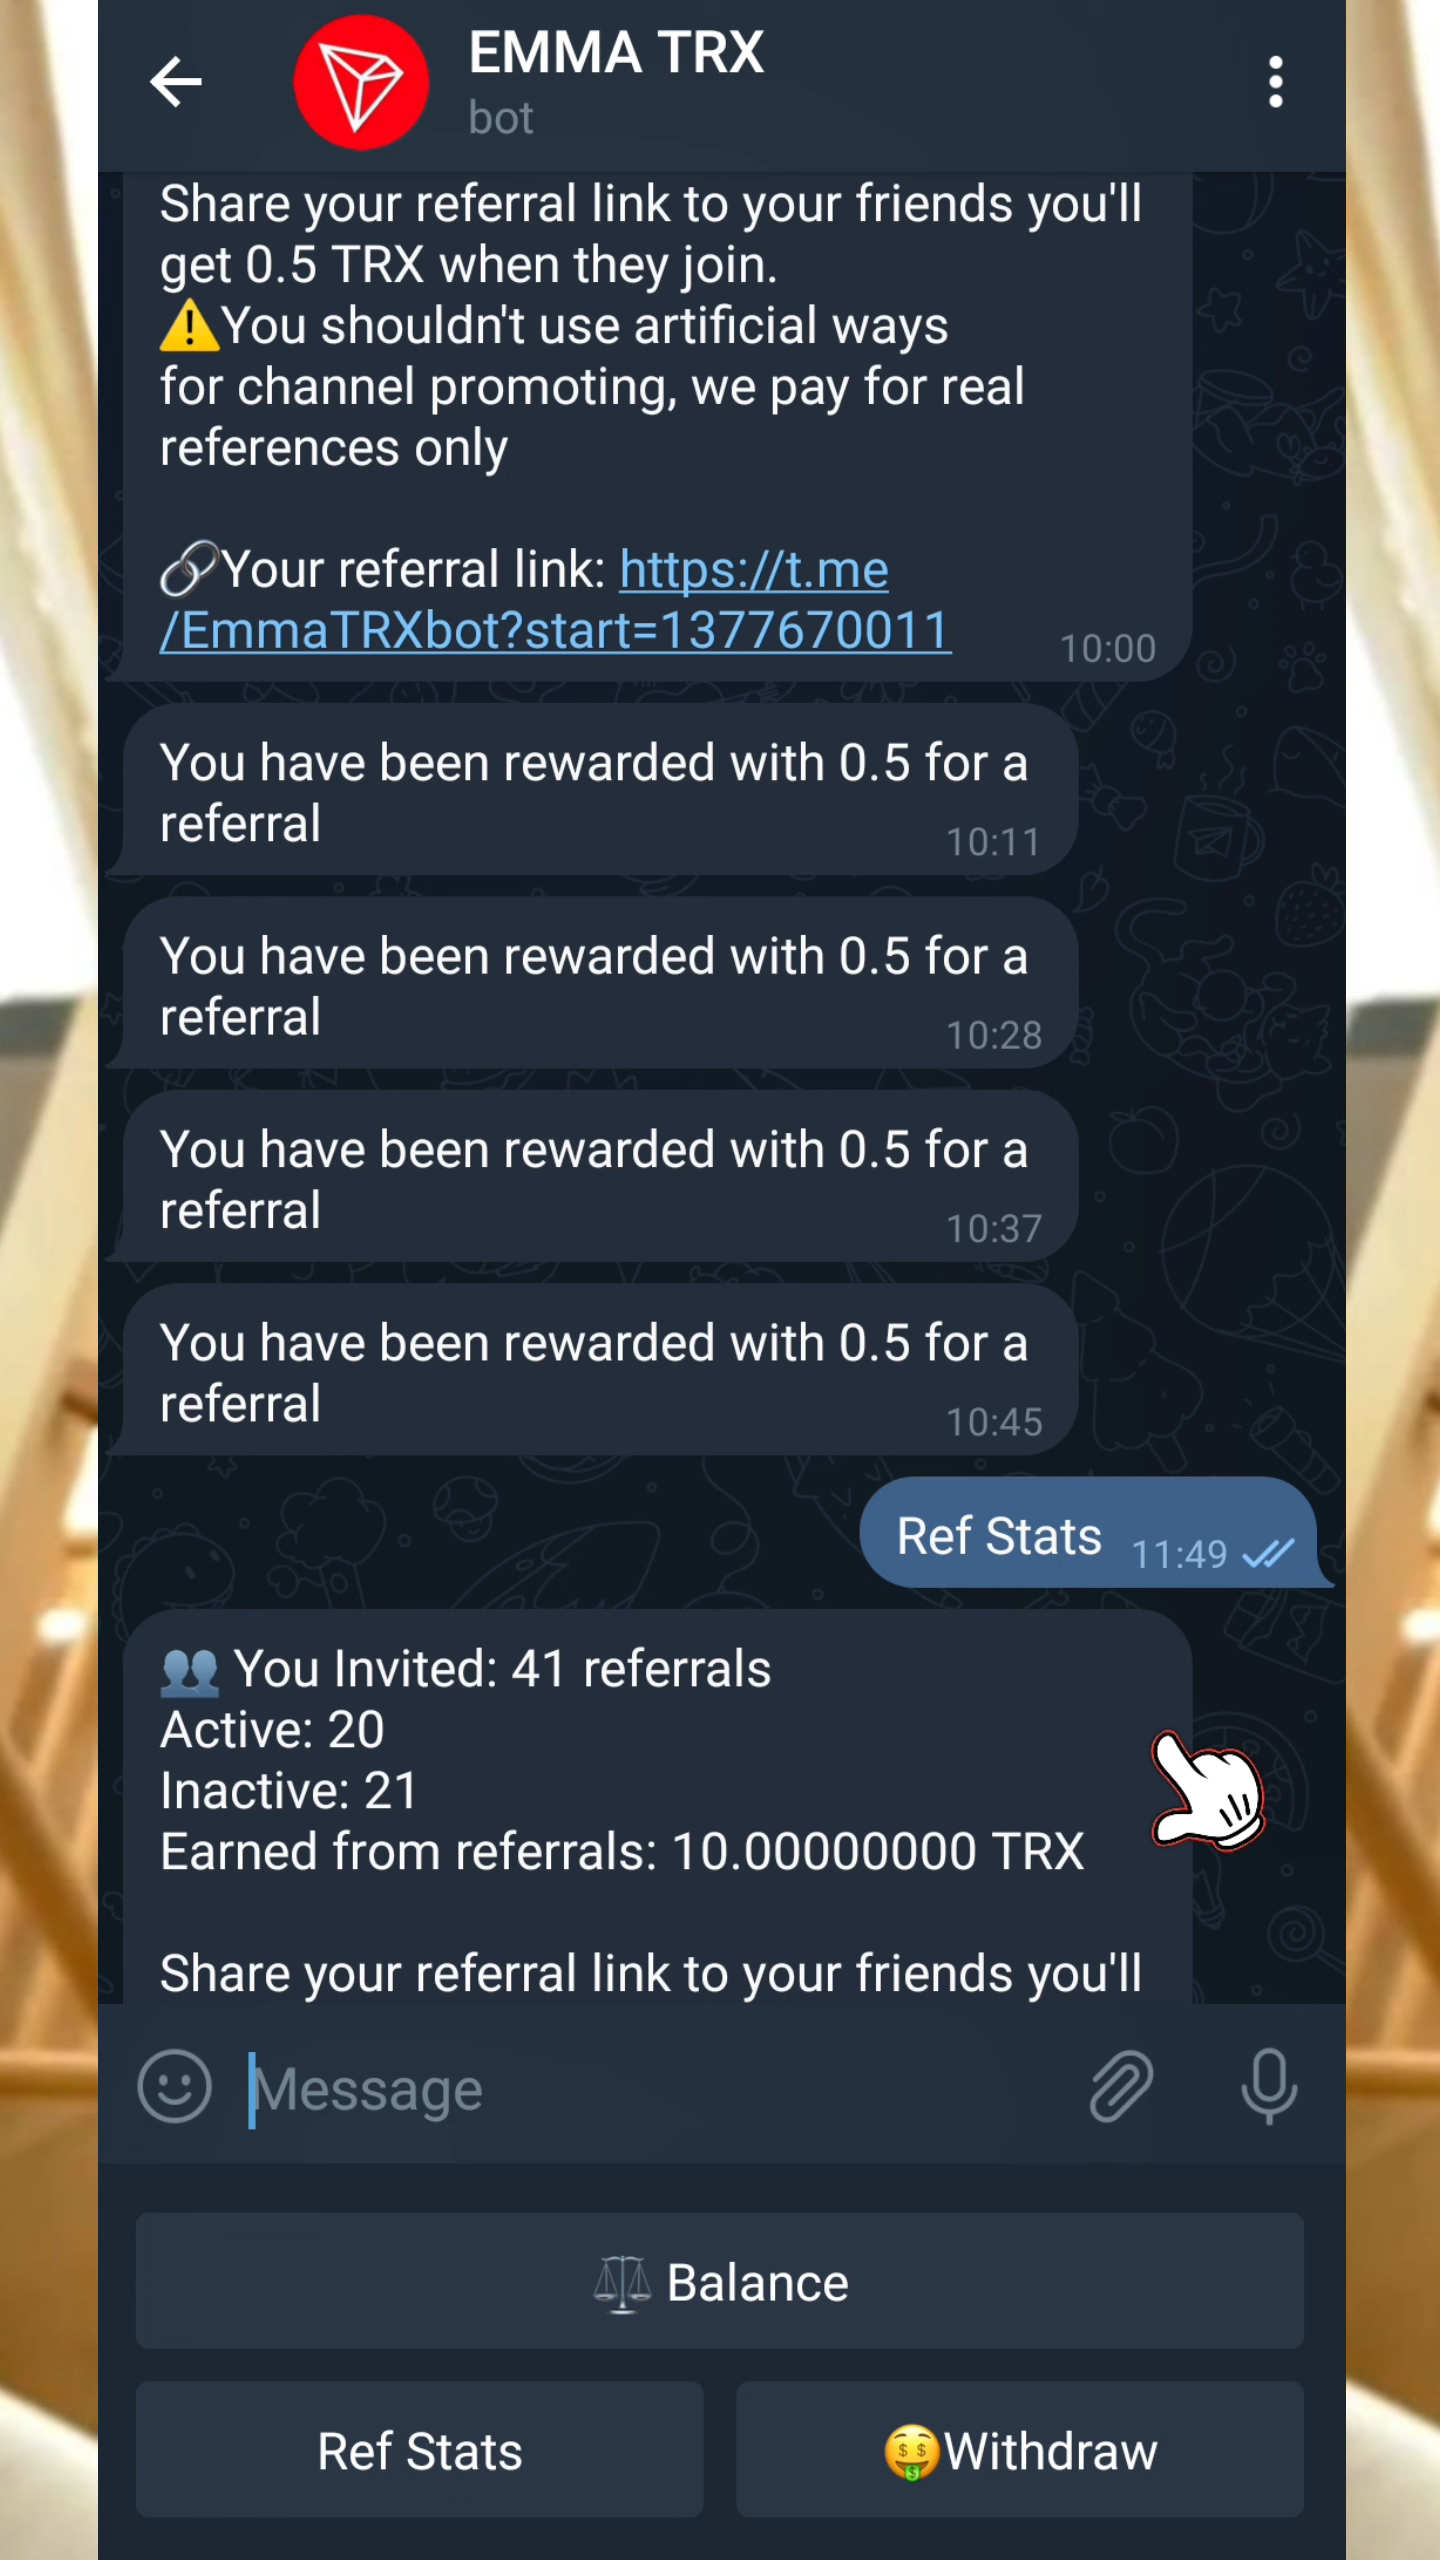 EMMA TRX
bot
Share your referral link to your friends you'll
get 0.5 TRX when they join.
⚠️You shouldn't use artificial ways
for channel promoting, we pay for real
references only
🔗Your referral link: https://t.me
/EmmaTRXbot?start=1377670011
10:00
You have been rewarded with 0.5 for a
referral
10:11
You have been rewarded with 0.5 for a
referral
10:28
You have been rewarded with 0.5 for a
referral
10:37
You have been rewarded with 0.5 for a
referral
10:45
Ref Stats 11:49
👥 You Invited: 41 referrals
Active: 20
Inactive: 21
Earned from referrals: 10.00000000 TRX
Share your referral link to your friends you'll
Message
⚖️ Balance
Ref Stats
🤑Withdraw